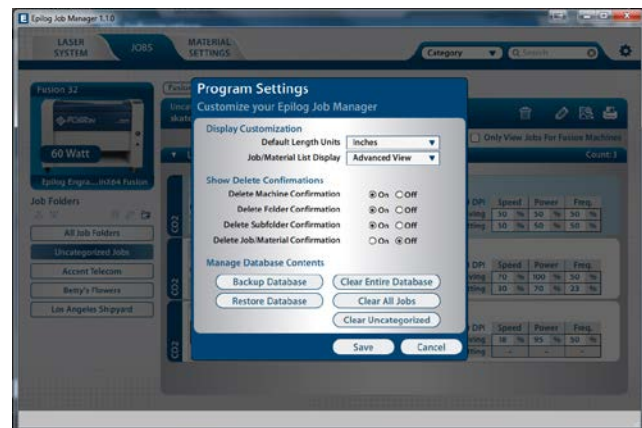 Epilog Job Manager 1.1.0
LASER SYSTEM
JOBS
MATERIAL SETTINGS
Category
Search
Fusion 32
60 Watt
Job Folders
All Job Folders
Uncategorized Jobs
Accent Telecom
Betty's Flowers
Los Angeles Shipyard
Only View Jobs For Fusion Machines
Count:3
Program Settings
Customize your Epilog Job Manager
Display Customization
Default Length Units Inches
Job/Material List Display Advanced View
Show Delete Confirmations
Delete Machine Confirmation On Off
Delete Folder Confirmation On Off
Delete Subfolder Confirmation On Off
Delete Job/Material Confirmation On Off
Manage Database Contents
Backup Database Clear Entire Database
Restore Database Clear All Jobs
Clear Uncategorized
Save Cancel
CO2
DPI Speed Power Freq.
50 % 50 % 50 %
50 % 50 % 50 %
CO2
DPI Speed Power Freq.
70 % 100 % 50 %
30 % 70 % 23 %
CO2
DPI Speed Power Freq.
18 % 95 % 50 %
- - -